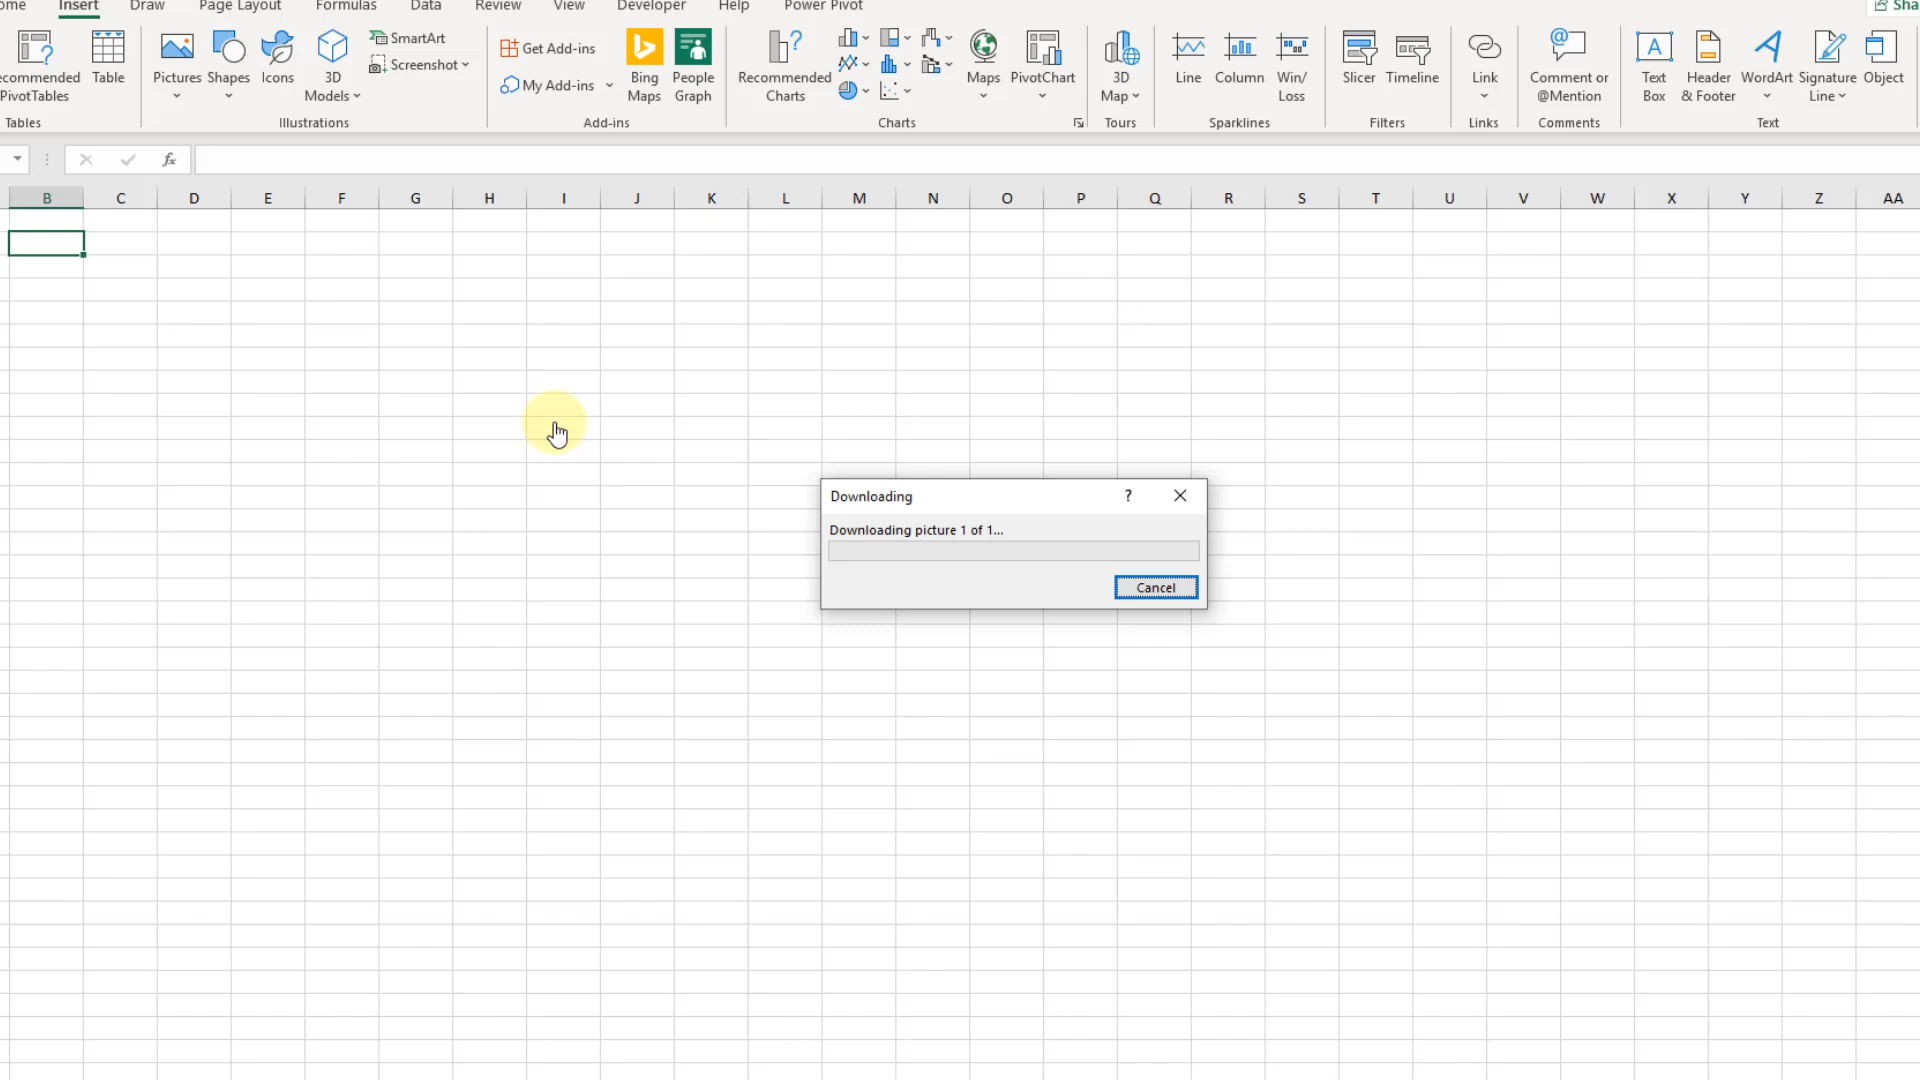 ome Insert Draw Page Layout Formulas Data Review View Developer Help Power Pivot Sha
ecommended
PivotTables
Table
Pictures
Shapes
Icons
3D
Models
SmartArt
Screenshot
Get Add-ins
My Add-ins
Bing
Maps
People
Graph
Recommended
Charts
Maps
PivotChart
3D
Map
Line
Column
Win/
Loss
Slicer
Timeline
Link
Comment or
@Mention
Text
Box
Header
& Footer
WordArt
Signature
Line
Object
Tables Illustrations Add-ins Charts Tours Sparklines Filters Links Comments Text
fx
B C D E F G H I J K L M N O P Q R S T U V W X Y Z AA
Downloading ?
Downloading picture 1 of 1...
Cancel